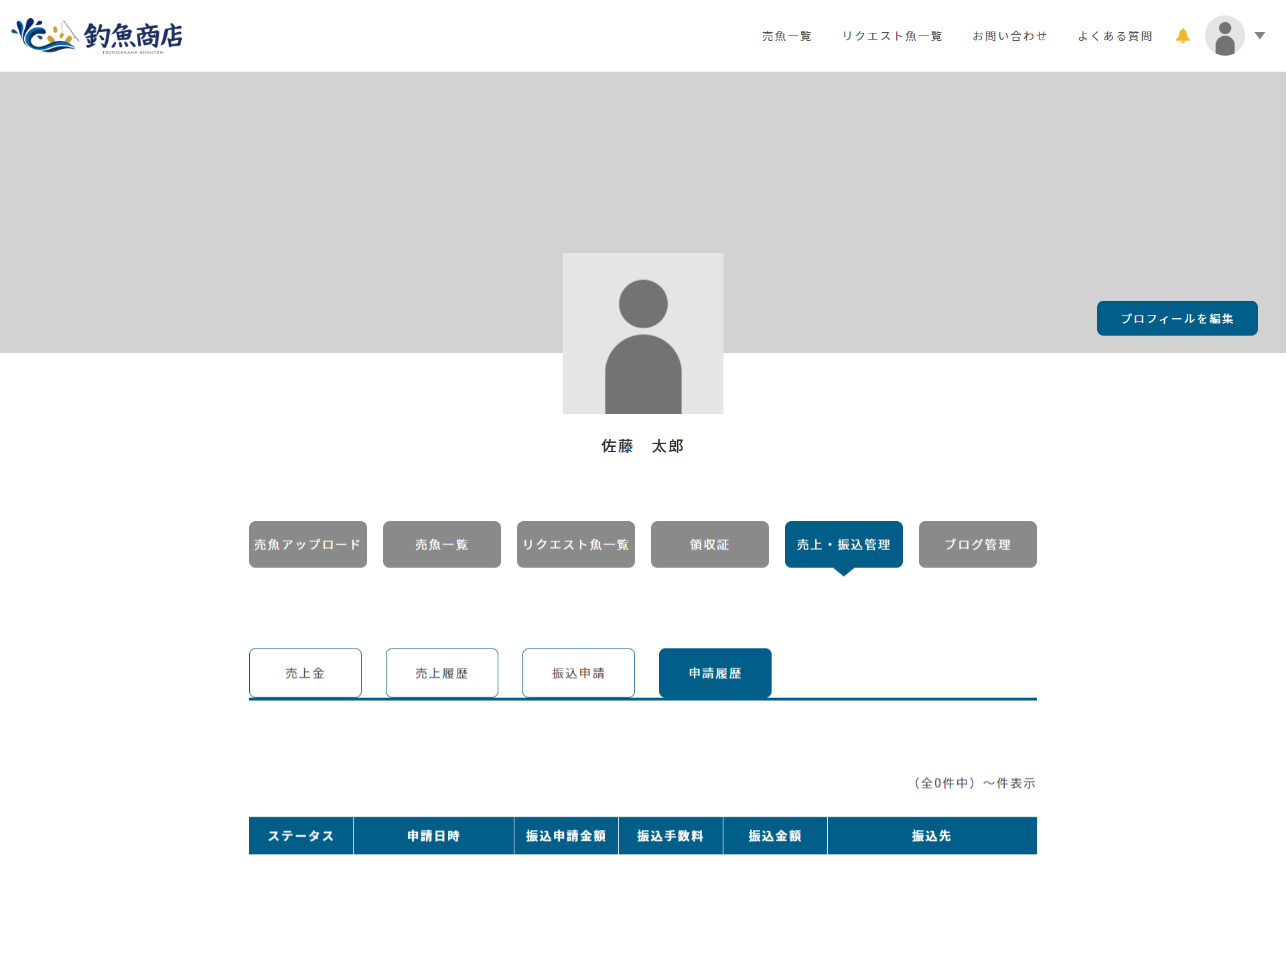 釣魚商店
TSURIZAKANA SHOUTEN
売魚一覧 リクエスト魚一覧 お問い合わせ よくある質問
プロフィールを編集
佐藤　太郎
売魚アップロード 売魚一覧 リクエスト魚一覧 領収証 売上・振込管理 ブログ管理
売上金 売上履歴 振込申請 申請履歴
（全0件中）～件表示
ステータス 申請日時 振込申請金額 振込手数料 振込金額 振込先